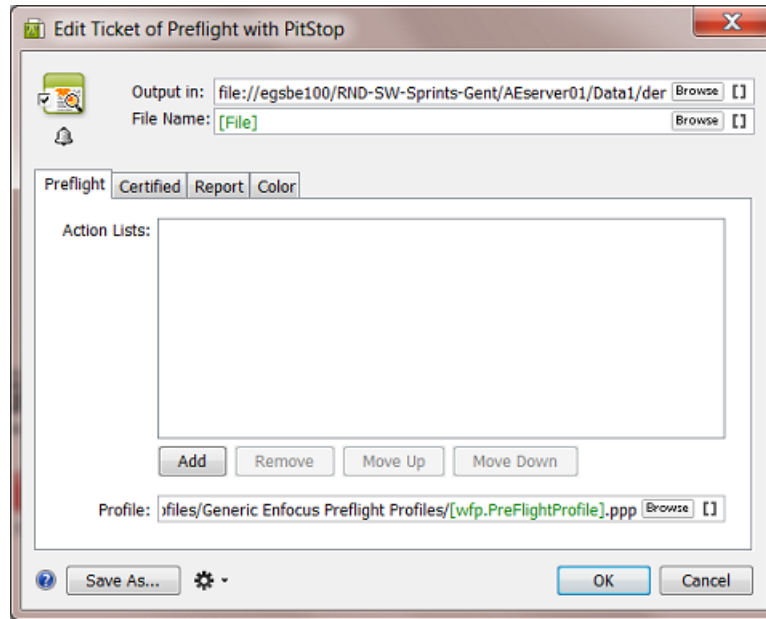 Edit Ticket of Preflight with PitStop
Output in: file://egsbe100/RND-SW-Sprints-Gent/AEserver01/Data1/der Browse []
File Name: [File] Browse []
Preflight Certified Report Color
Action Lists:
Add Remove Move Up Move Down
Profile: ofiles/Generic Enfocus Preflight Profiles/[wfp.PreFlightProfile].ppp Browse []
Save As... OK Cancel